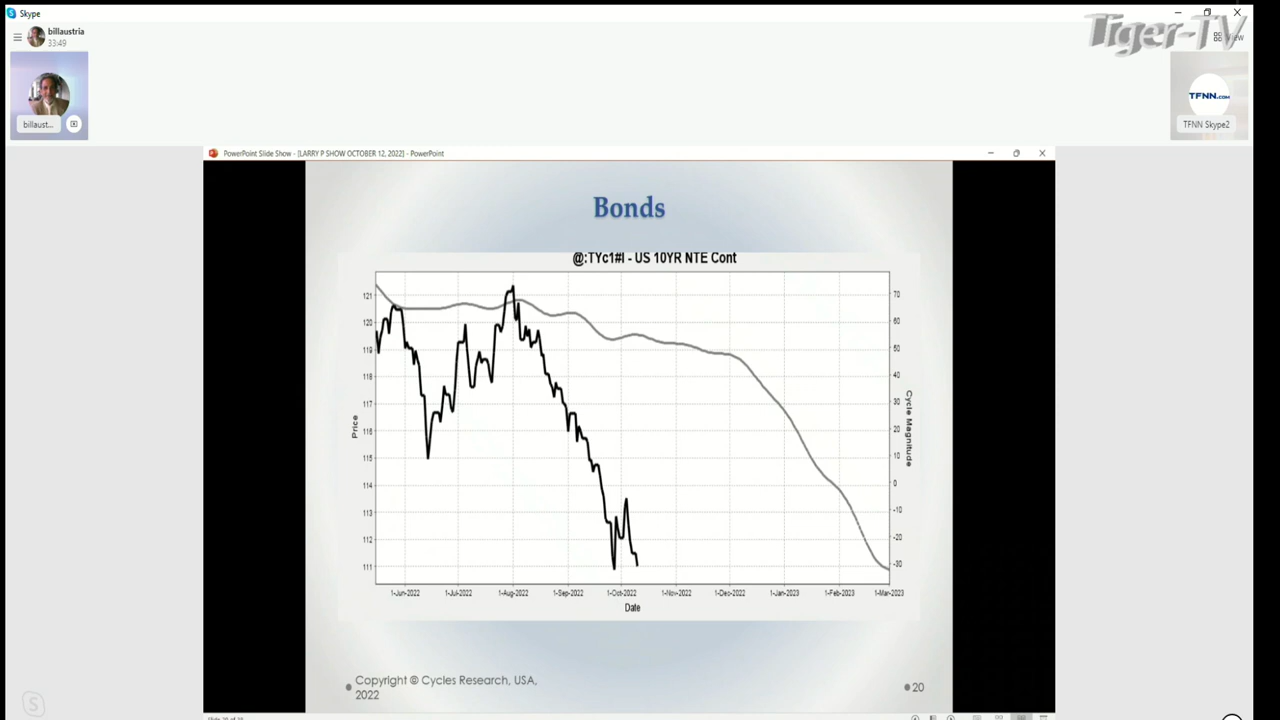 Skype
Tiger-TV
billaustria
33:49
View
billaust...
TFNN.COM
TFNN Skype2
PowerPoint Slide Show - [LARRY P SHOW OCTOBER 12, 2022] - PowerPoint
Bonds
@:TYc1#I - US 10YR NTE Cont
121
120
119
118
117
116
115
114
113
112
111
Price
70
60
50
40
30
20
10
0
-10
-20
-30
Cycle Magnitude
1-Jun-2022 1-Jul-2022 1-Aug-2022 1-Sep-2022 1-Oct-2022 1-Nov-2022 1-Dec-2022 1-Jan-2023 1-Feb-2023 1-Mar-2023
Date
Copyright © Cycles Research, USA,
2022
20